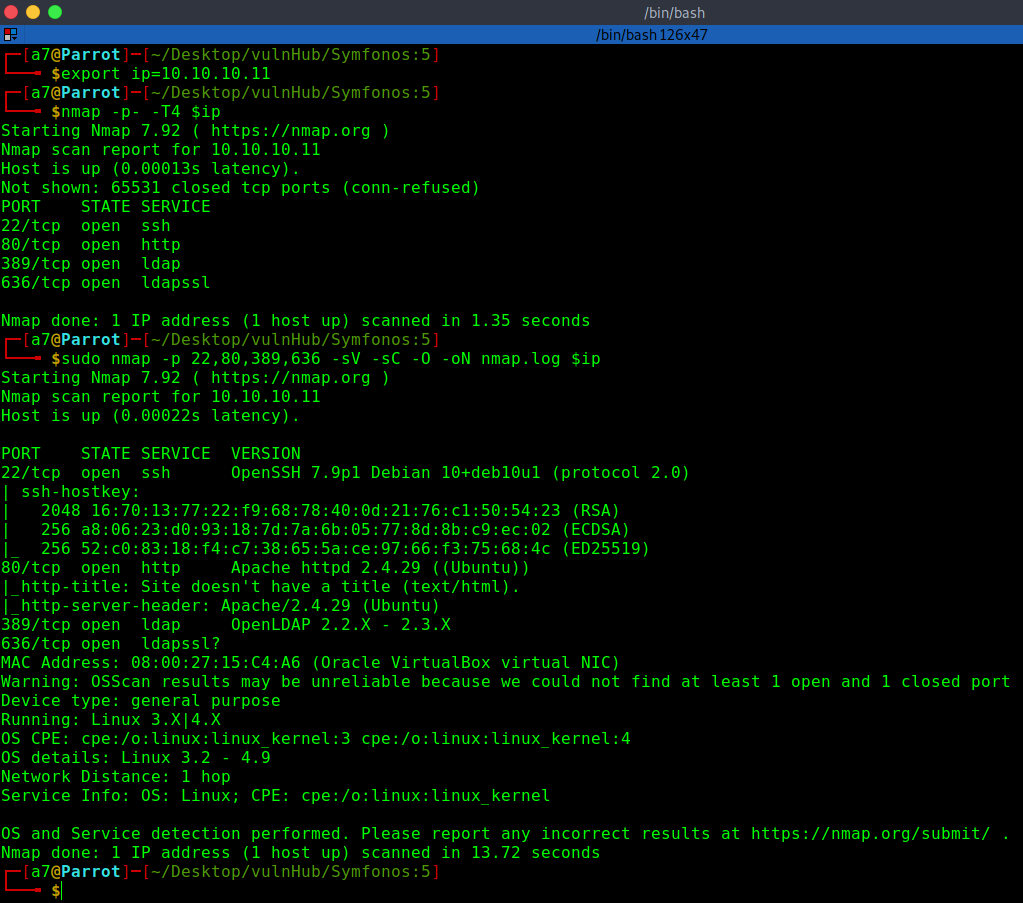 /bin/bash
/bin/bash 126x47
┌─[a7@Parrot]─[~/Desktop/vulnHub/Symfonos:5]
└──╼ $export ip=10.10.10.11
┌─[a7@Parrot]─[~/Desktop/vulnHub/Symfonos:5]
└──╼ $nmap -p- -T4 $ip
Starting Nmap 7.92 ( https://nmap.org )
Nmap scan report for 10.10.10.11
Host is up (0.00013s latency).
Not shown: 65531 closed tcp ports (conn-refused)
PORT    STATE SERVICE
22/tcp  open  ssh
80/tcp  open  http
389/tcp open  ldap
636/tcp open  ldapssl

Nmap done: 1 IP address (1 host up) scanned in 1.35 seconds
┌─[a7@Parrot]─[~/Desktop/vulnHub/Symfonos:5]
└──╼ $sudo nmap -p 22,80,389,636 -sV -sC -O -oN nmap.log $ip
Starting Nmap 7.92 ( https://nmap.org )
Nmap scan report for 10.10.10.11
Host is up (0.00022s latency).

PORT    STATE SERVICE  VERSION
22/tcp  open  ssh      OpenSSH 7.9p1 Debian 10+deb10u1 (protocol 2.0)
| ssh-hostkey:
|   2048 16:70:13:77:22:f9:68:78:40:0d:21:76:c1:50:54:23 (RSA)
|   256 a8:06:23:d0:93:18:7d:7a:6b:05:77:8d:8b:c9:ec:02 (ECDSA)
|_  256 52:c0:83:18:f4:c7:38:65:5a:ce:97:66:f3:75:68:4c (ED25519)
80/tcp  open  http     Apache httpd 2.4.29 ((Ubuntu))
|_http-title: Site doesn't have a title (text/html).
|_http-server-header: Apache/2.4.29 (Ubuntu)
389/tcp open  ldap     OpenLDAP 2.2.X - 2.3.X
636/tcp open  ldapssl?
MAC Address: 08:00:27:15:C4:A6 (Oracle VirtualBox virtual NIC)
Warning: OSScan results may be unreliable because we could not find at least 1 open and 1 closed port
Device type: general purpose
Running: Linux 3.X|4.X
OS CPE: cpe:/o:linux:linux_kernel:3 cpe:/o:linux:linux_kernel:4
OS details: Linux 3.2 - 4.9
Network Distance: 1 hop
Service Info: OS: Linux; CPE: cpe:/o:linux:linux_kernel

OS and Service detection performed. Please report any incorrect results at https://nmap.org/submit/ .
Nmap done: 1 IP address (1 host up) scanned in 13.72 seconds
┌─[a7@Parrot]─[~/Desktop/vulnHub/Symfonos:5]
└──╼ $